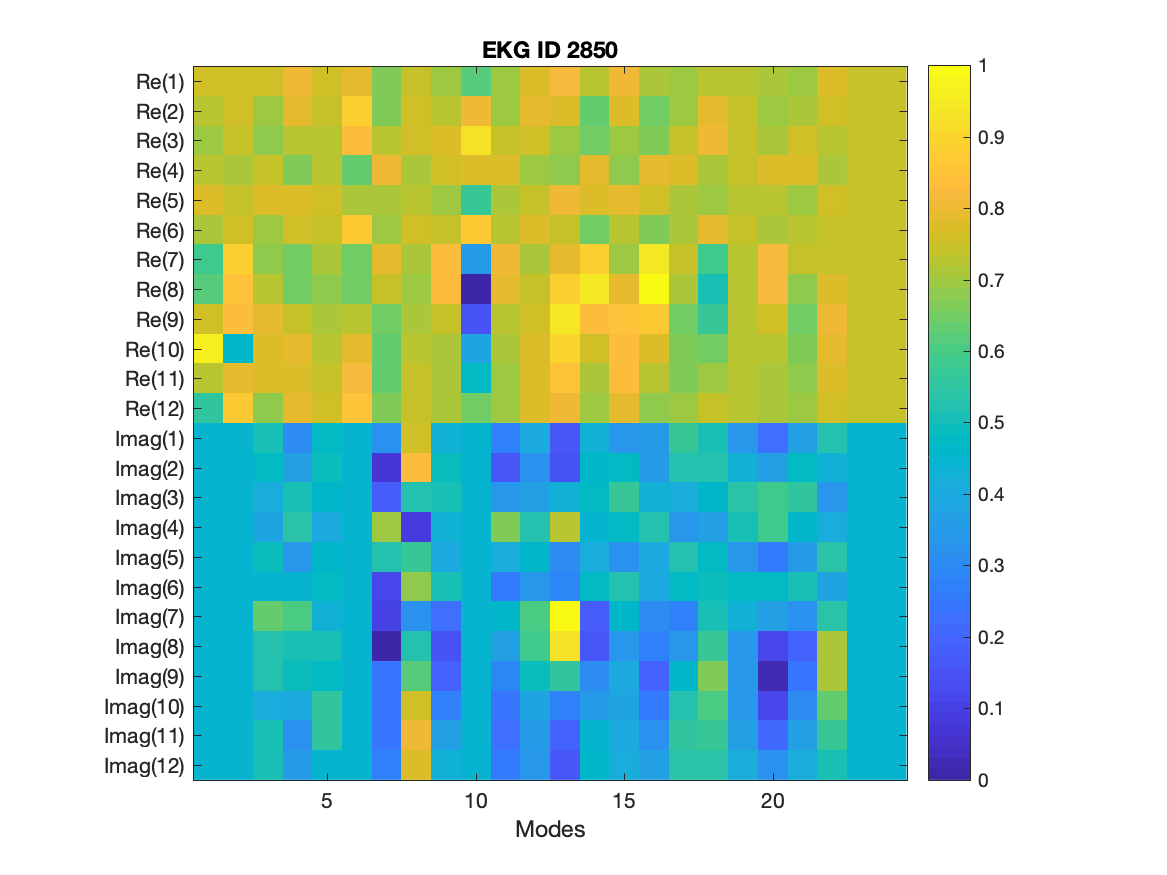 EKG ID 2850
Re(1)
Re(2)
Re(3)
Re(4)
Re(5)
Re(6)
Re(7)
Re(8)
Re(9)
Re(10)
Re(11)
Re(12)
Imag(1)
Imag(2)
Imag(3)
Imag(4)
Imag(5)
Imag(6)
Imag(7)
Imag(8)
Imag(9)
Imag(10)
Imag(11)
Imag(12)
5 10 15 20
Modes
1
0.9
0.8
0.7
0.6
0.5
0.4
0.3
0.2
0.1
0